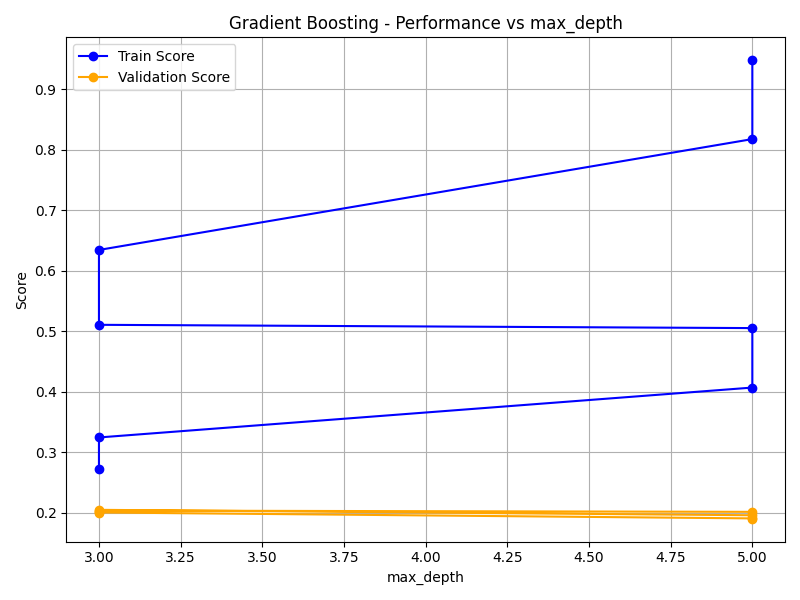 Gradient Boosting - Performance vs max_depth
Train Score
Validation Score
Score
0.9
0.8
0.7
0.6
0.5
0.4
0.3
0.2
3.00 3.25 3.50 3.75 4.00 4.25 4.50 4.75 5.00
max_depth